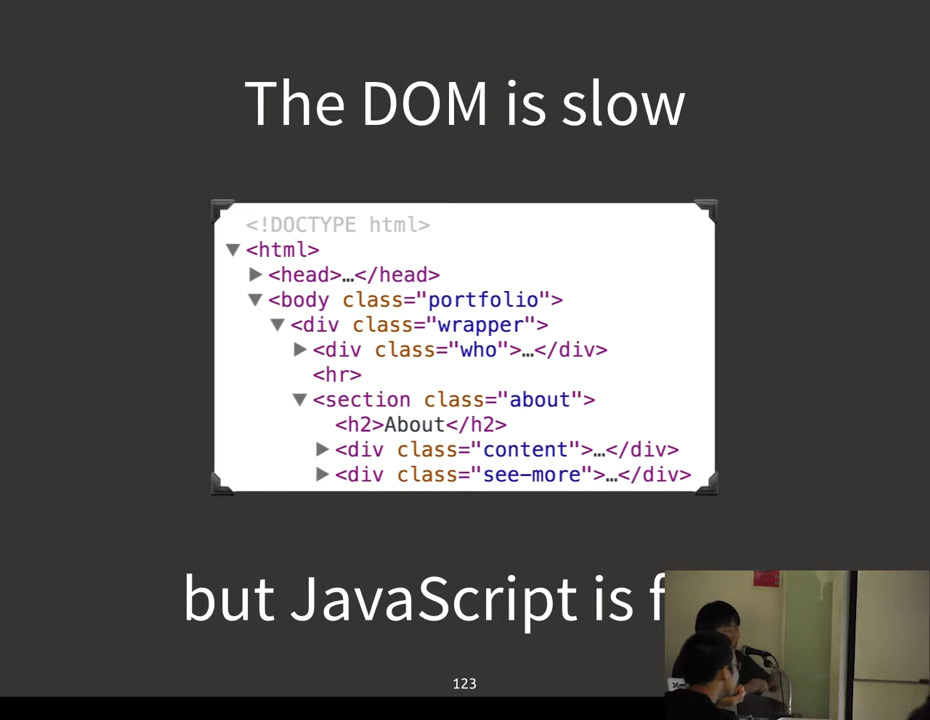 The DOM is slow
<!DOCTYPE html>
▼<html>
▶<head>…</head>
▼<body class="portfolio">
▼<div class="wrapper">
▶<div class="who">…</div>
<hr>
▼<section class="about">
<h2>About</h2>
▶<div class="content">…</div>
▶<div class="see-more">…</div>
but JavaScript is
123